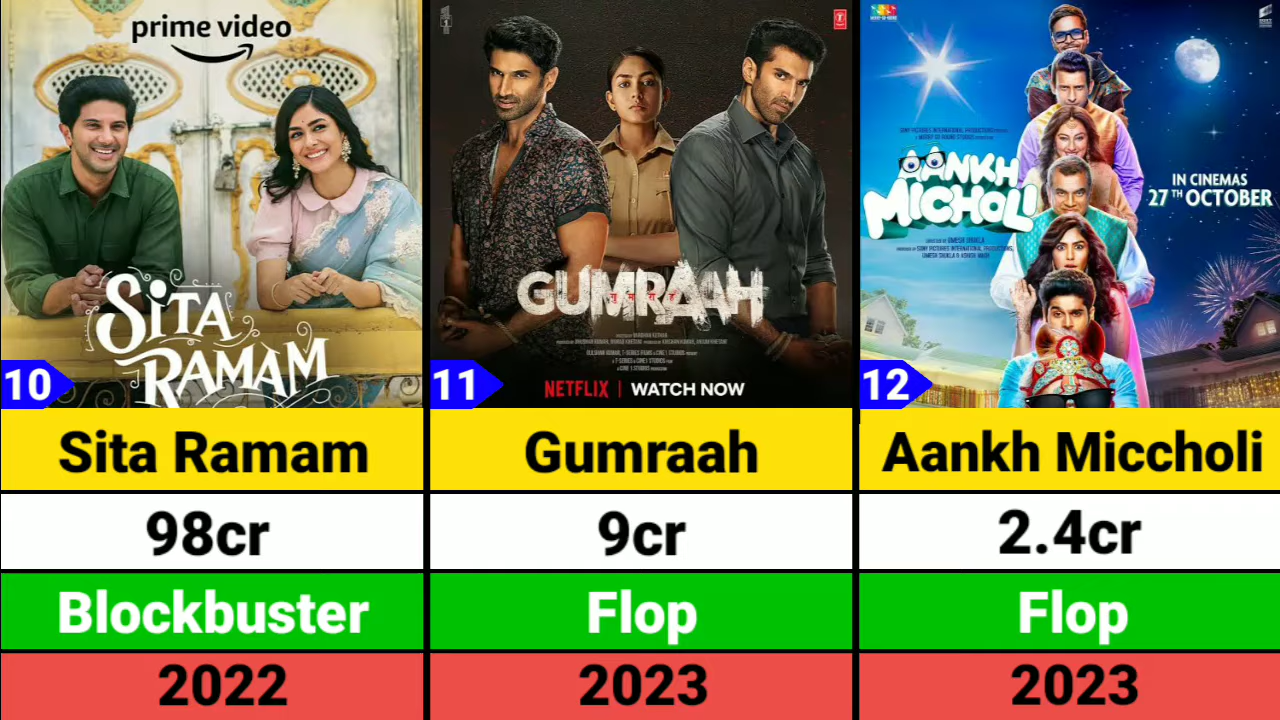 prime video
SiTA
RAMAM
10
Sita Ramam
98cr
Blockbuster
2022
GUMRAAH
NETFLIX | WATCH NOW
11
Gumraah
9cr
Flop
2023
AANKH
MICHOLI
IN CINEMAS
27TH OCTOBER
12
Aankh Miccholi
2.4cr
Flop
2023